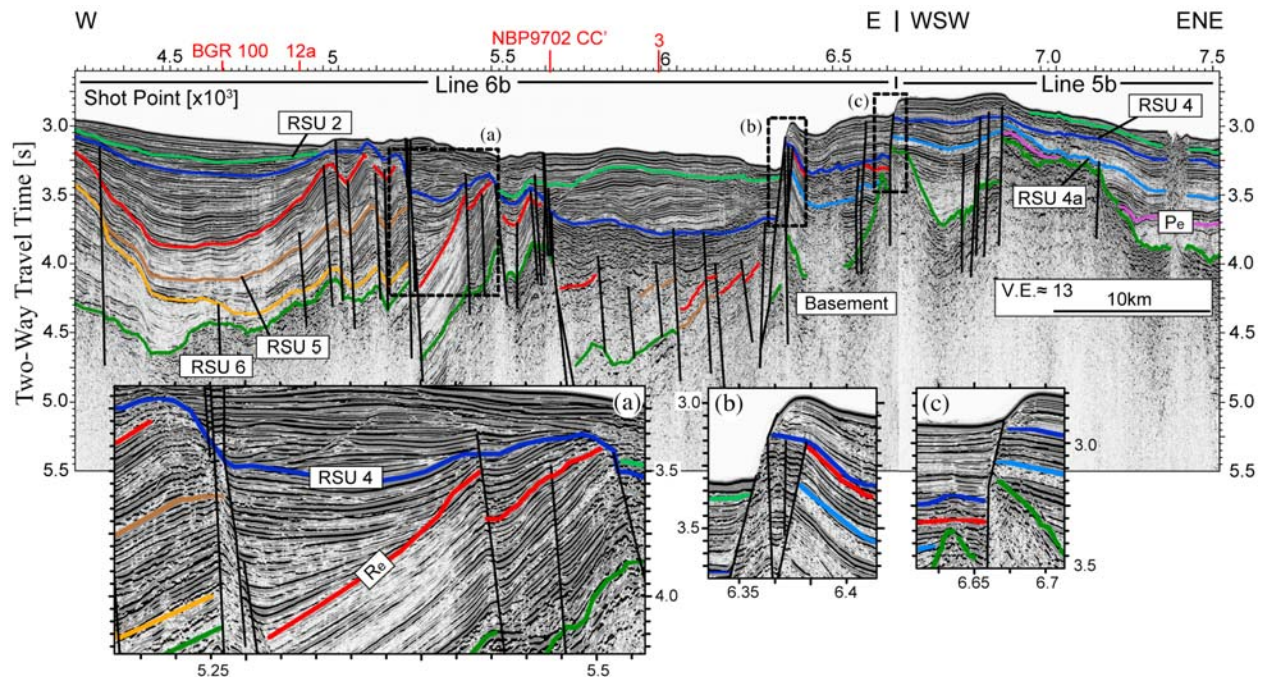 W E | WSW ENE
BGR 100 12a NBP9702 CC' 3
4.5 5 5.5 6 6.5 7.0 7.5
Line 6b Line 5b
Shot Point [x10³]
RSU 2
(a)
(b)
(c)
RSU 4
RSU 4a
Pe
Two-Way Travel Time [s]
3.0 3.0
3.5 3.5
4.0 4.0
4.5 4.5
5.0 5.0
5.5 5.5
Basement
V.E.≈ 13
10km
RSU 5
RSU 6
(a)
RSU 4
Re
3.5
4.0
5.25 5.5
(b)
3.0
3.5
6.35 6.4
(c)
3.0
3.5
6.65 6.7